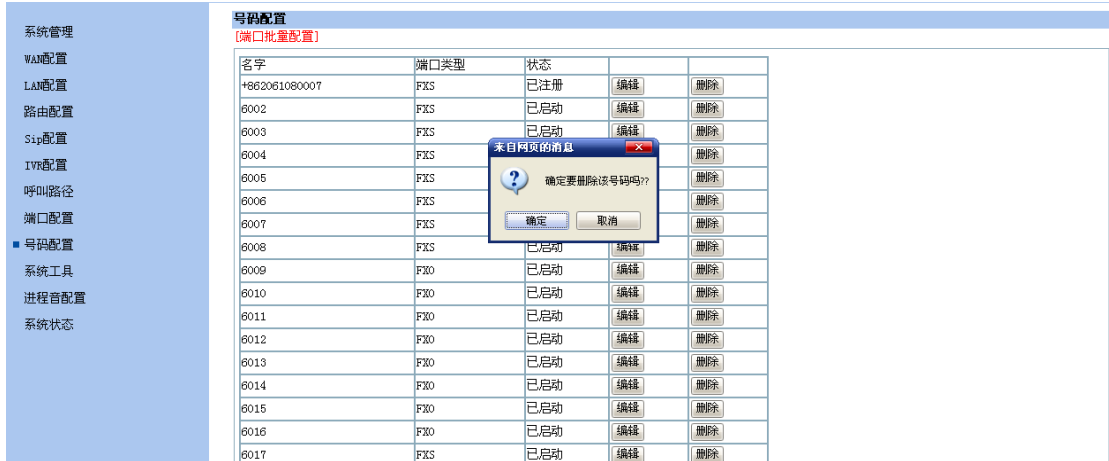 系统管理
WAN配置
LAN配置
路由配置
Sip配置
IVR配置
呼叫路径
端口配置
号码配置
系统工具
进程音配置
系统状态
号码配置
[端口批量配置]
名字 端口类型 状态
+862061080007 FXS 已注册 编辑 删除
6002 FXS 已启动 编辑 删除
6003 FXS 已启动 编辑 删除
6004 FXS 删除
6005 FXS 删除
6006 FXS 删除
6007 FXS 删除
6008 FXS 已启动 编辑 删除
6009 FXO 已启动 编辑 删除
6010 FXO 已启动 编辑 删除
6011 FXO 已启动 编辑 删除
6012 FXO 已启动 编辑 删除
6013 FXO 已启动 编辑 删除
6014 FXO 已启动 编辑 删除
6015 FXO 已启动 编辑 删除
6016 FXO 已启动 编辑 删除
6017 FXS 已启动 编辑 删除
来自网页的消息
确定要删除该号码吗??
确定 取消